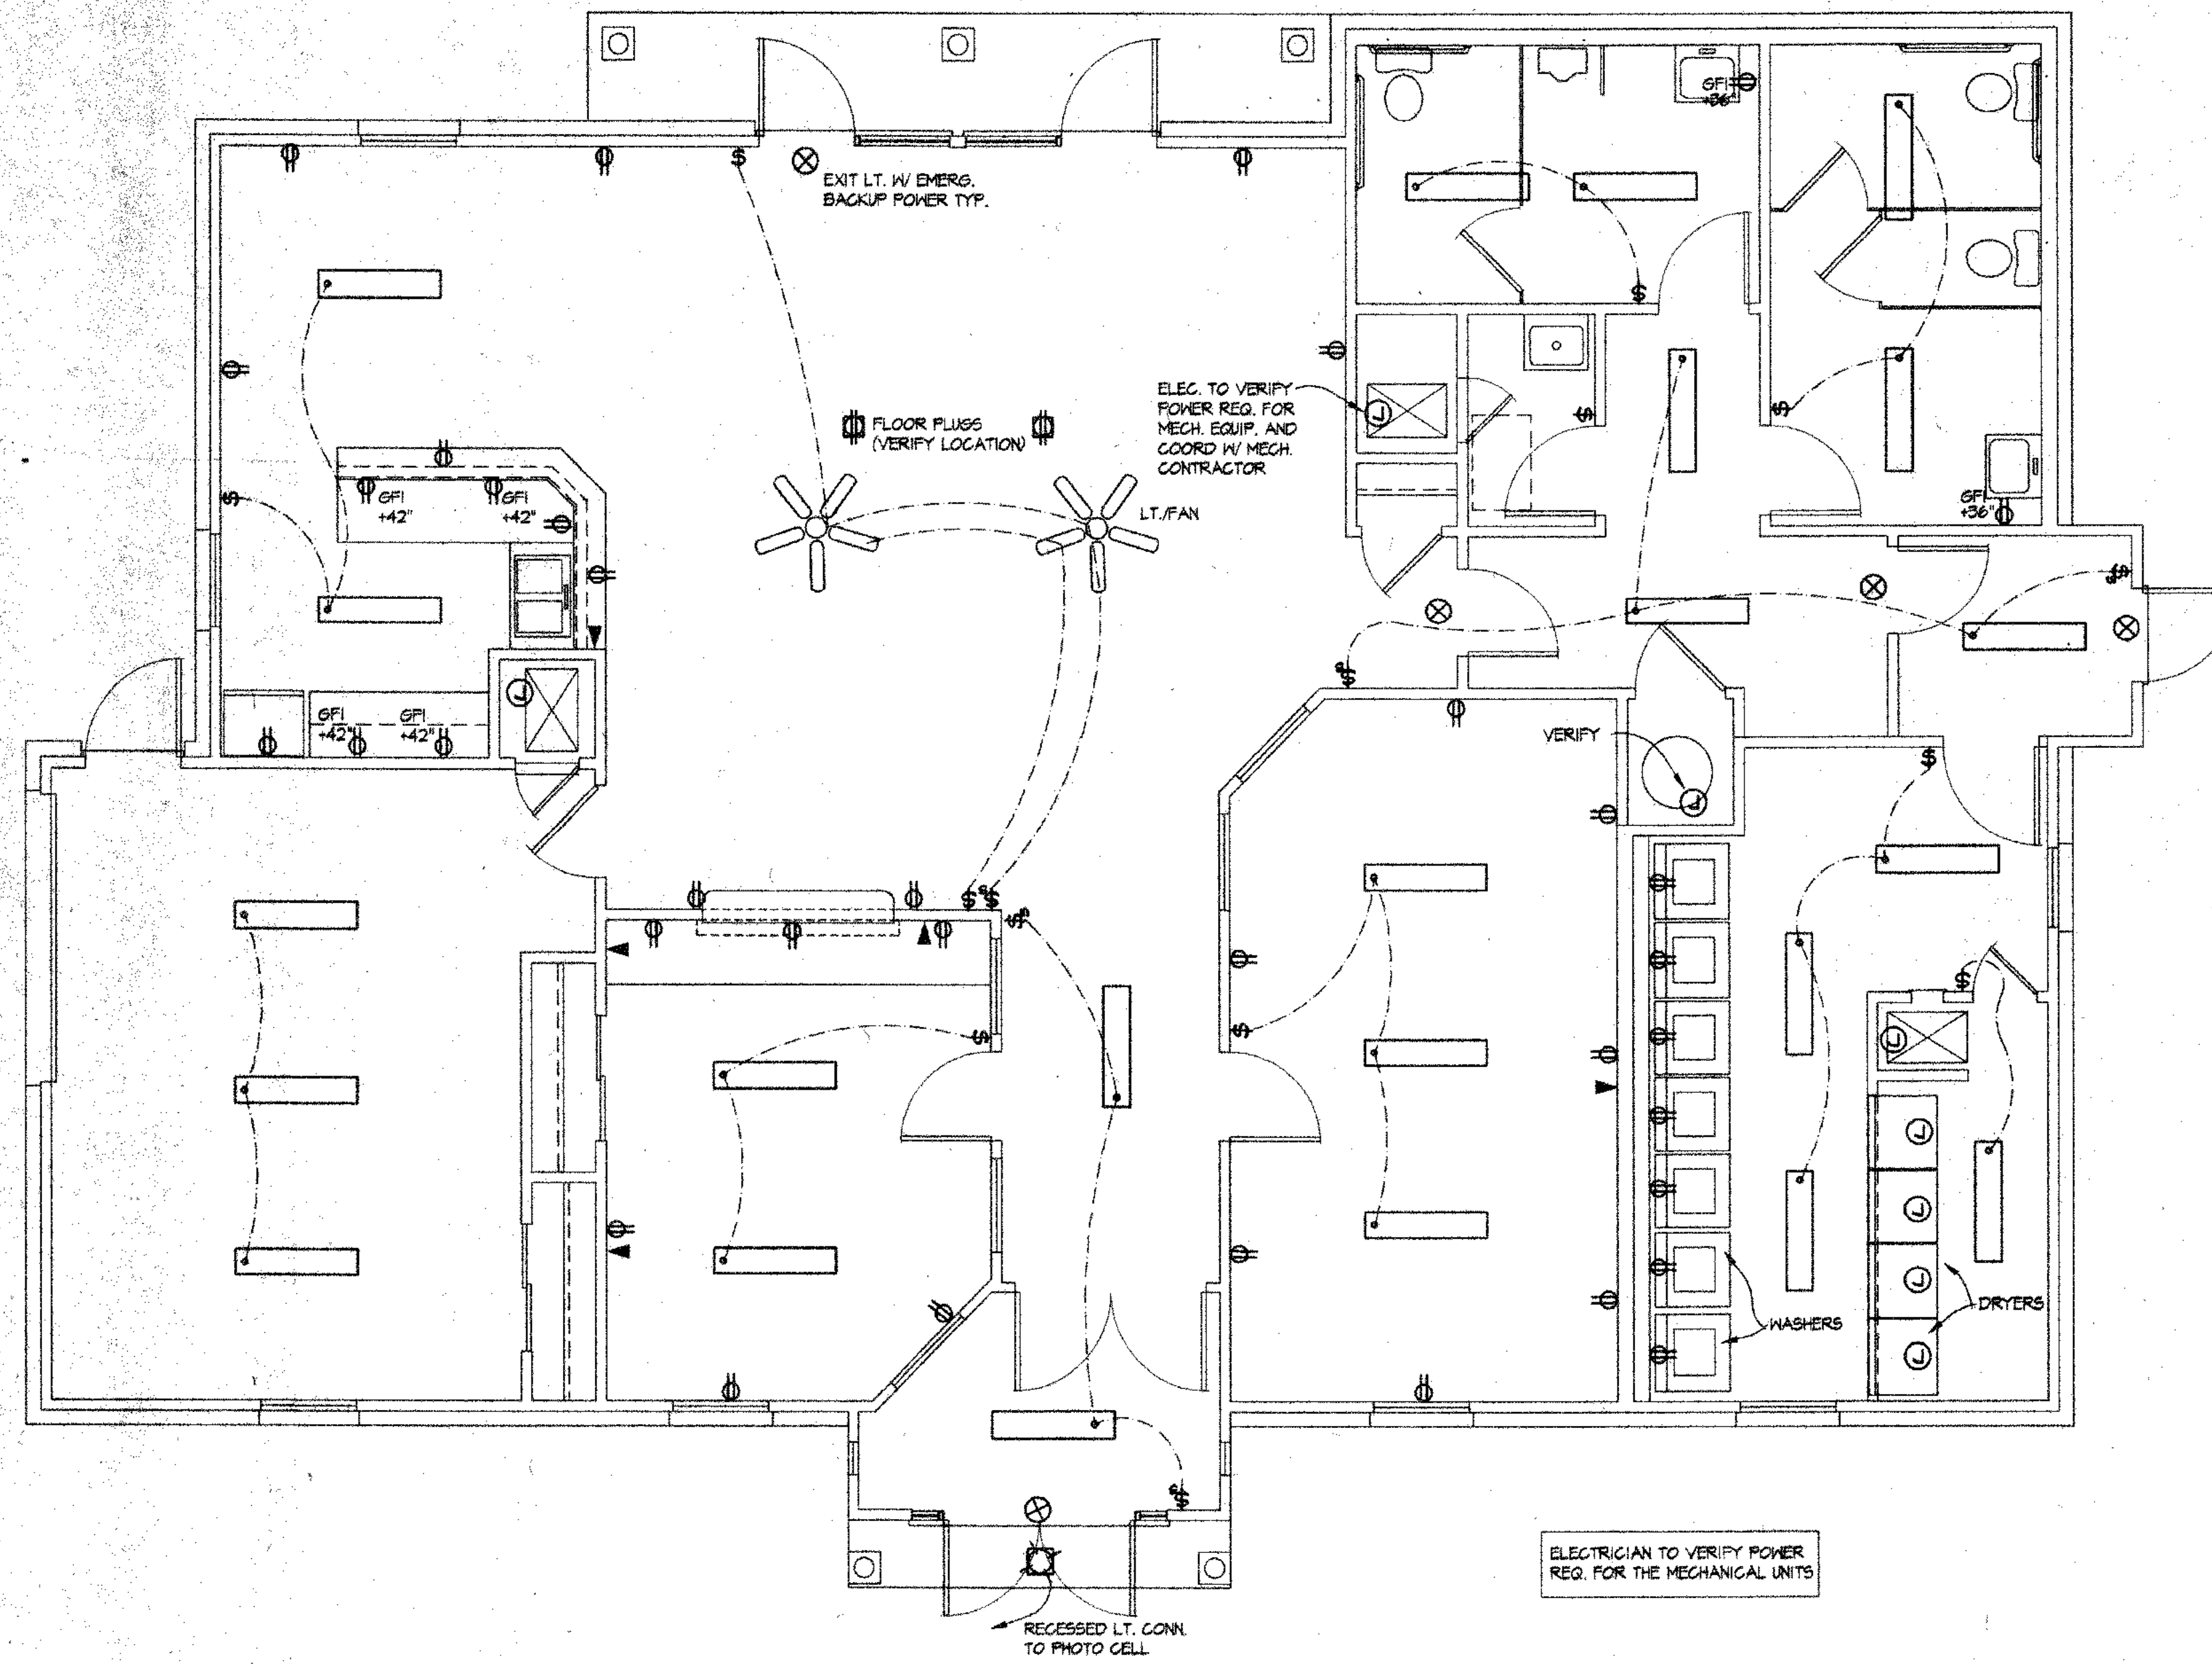 GFI
+36"
EXIT LT. W/ EMERG.
BACKUP POWER TYP.
ELEC. TO VERIFY
POWER REQ. FOR
MECH. EQUIP. AND
COORD W/ MECH.
CONTRACTOR
FLOOR PLUGS
(VERIFY LOCATION)
GFI
+42"
GFI
+42"
LT./FAN
GFI
+36"
GFI
+42"
GFI
+42"
VERIFY
DRYERS
WASHERS
ELECTRICIAN TO VERIFY POWER
REQ. FOR THE MECHANICAL UNITS
RECESSED LT. CONN.
TO PHOTO CELL